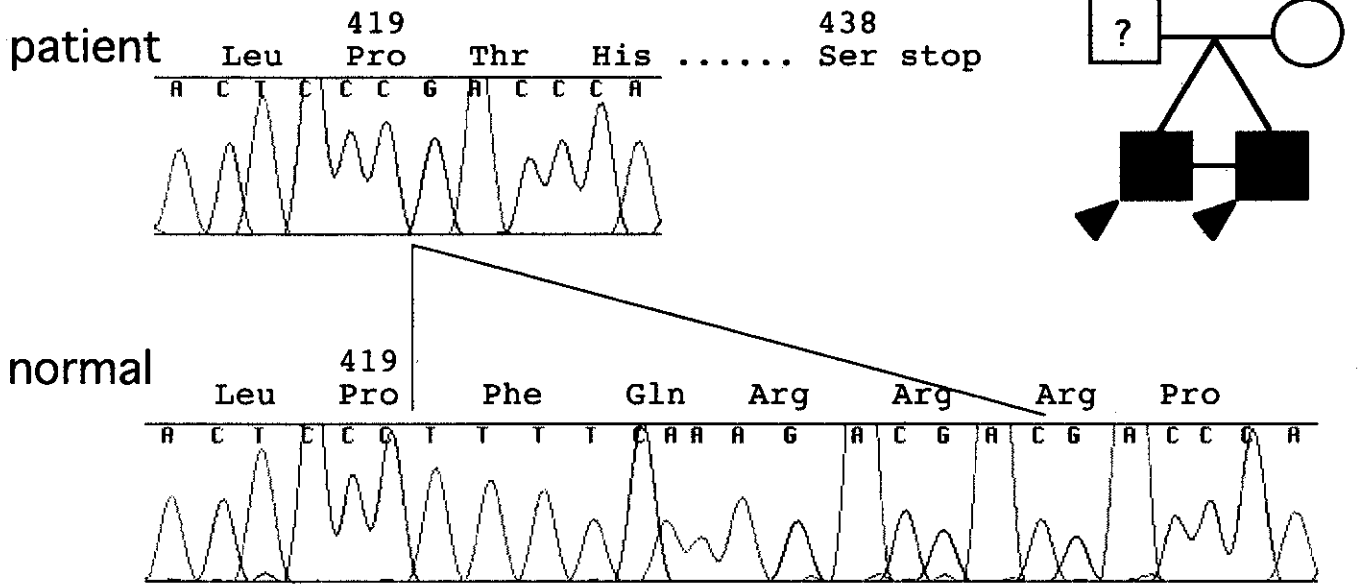 419
438
patient Leu Pro Thr His ...... Ser stop
A C T C C C G A C C C A
?
419
normal Leu Pro Phe Gln Arg Arg Arg Pro
A C T C C C T T T T C A A A G A C G A C G A C C C A